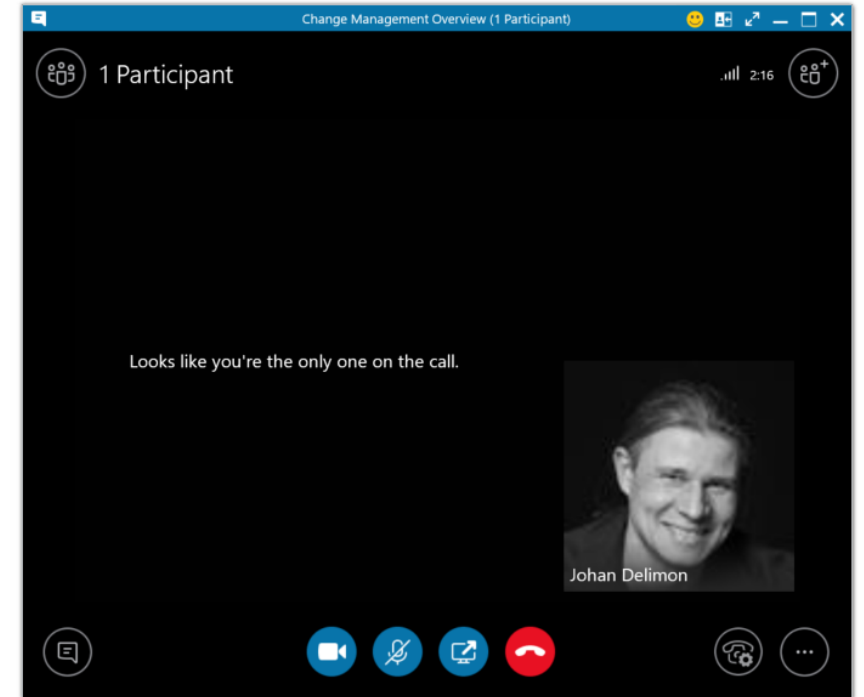 Change Management Overview (1 Participant)
1 Participant
2:16
Looks like you're the only one on the call.
Johan Delimon